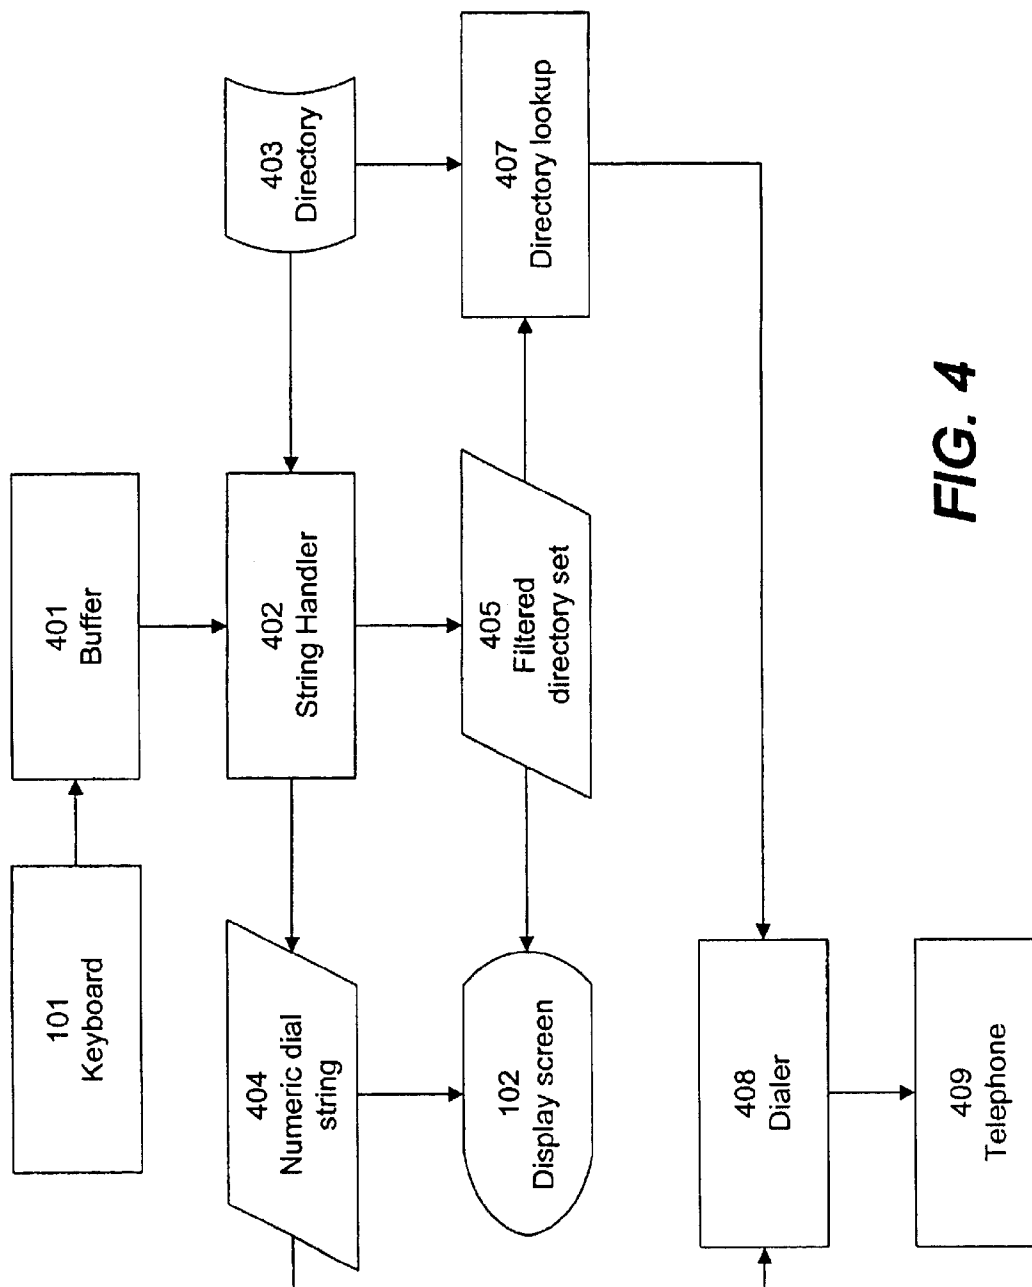 101
Keyboard
401
Buffer
404
Numeric dial
string
402
String Handler
403
Directory
102
Display screen
405
Filtered
directory set
407
Directory lookup
408
Dialer
409
Telephone
FIG. 4